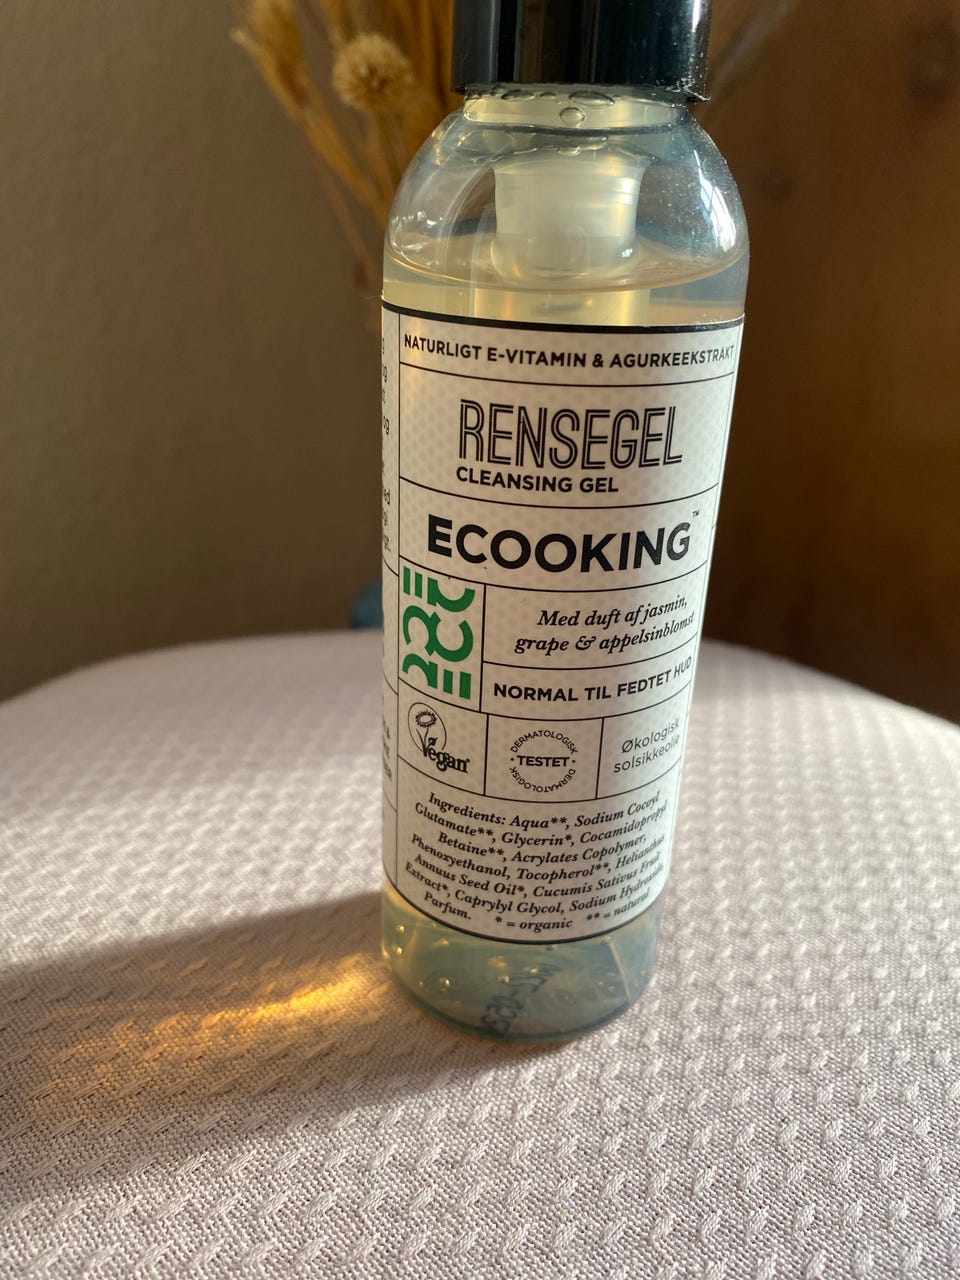 NATURLIGT E-VITAMIN & AGURKEEKSTRAKT
RENSEGEL
CLEANSING GEL
ECOOKING™
Med duft af jasmin,
grape & appelsinblomst
NORMAL TIL FEDTET HUD
Vegan
DERMATOLOGISK
TESTET
DERMATOLOGISK
Økologisk
solsikkeolie
Ingredients: Aqua**, Sodium Cocoyl
Glutamate**, Glycerin*, Cocamidopropyl
Betaine**, Acrylates Copolymer,
Phenoxyethanol, Tocopherol**, Helianthus
Annuus Seed Oil*, Cucumis Sativus Fruit
Extract*, Caprylyl Glycol, Sodium Hydroxide,
Parfum. * = organic ** = natural